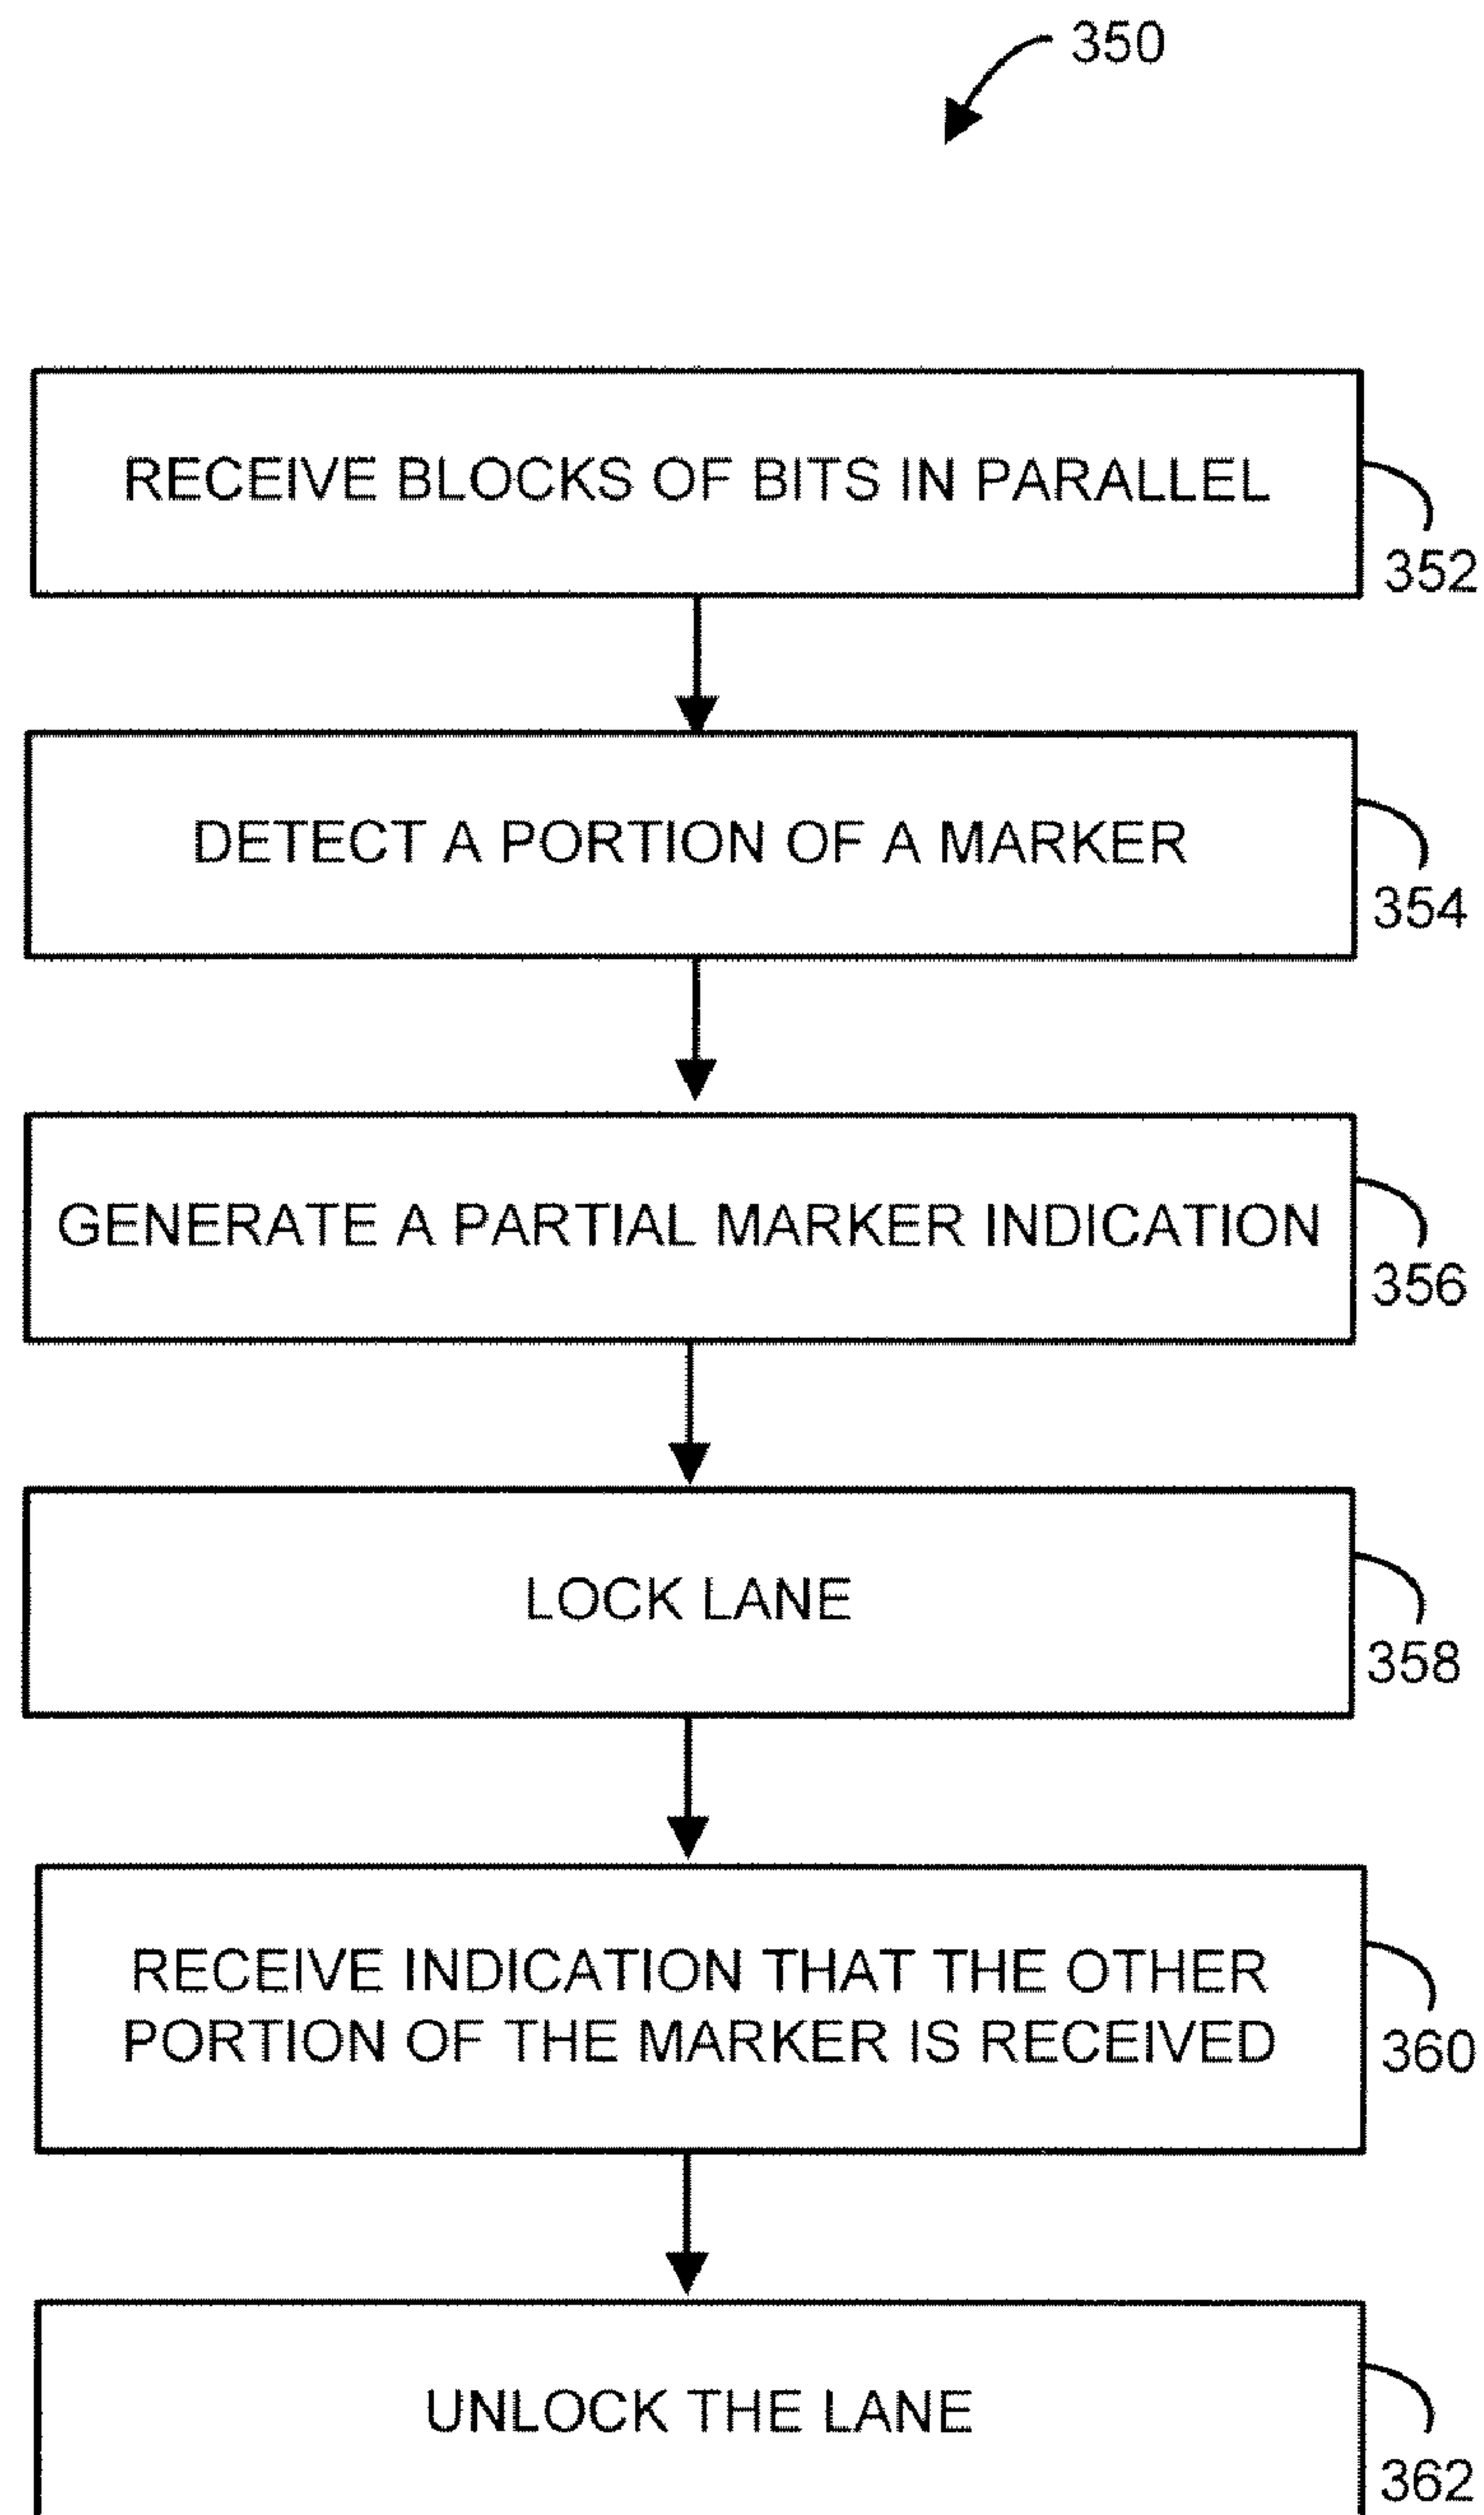 350
RECEIVE BLOCKS OF BITS IN PARALLEL
352
DETECT A PORTION OF A MARKER
354
GENERATE A PARTIAL MARKER INDICATION
356
LOCK LANE
358
RECEIVE INDICATION THAT THE OTHER
PORTION OF THE MARKER IS RECEIVED
360
UNLOCK THE LANE
362